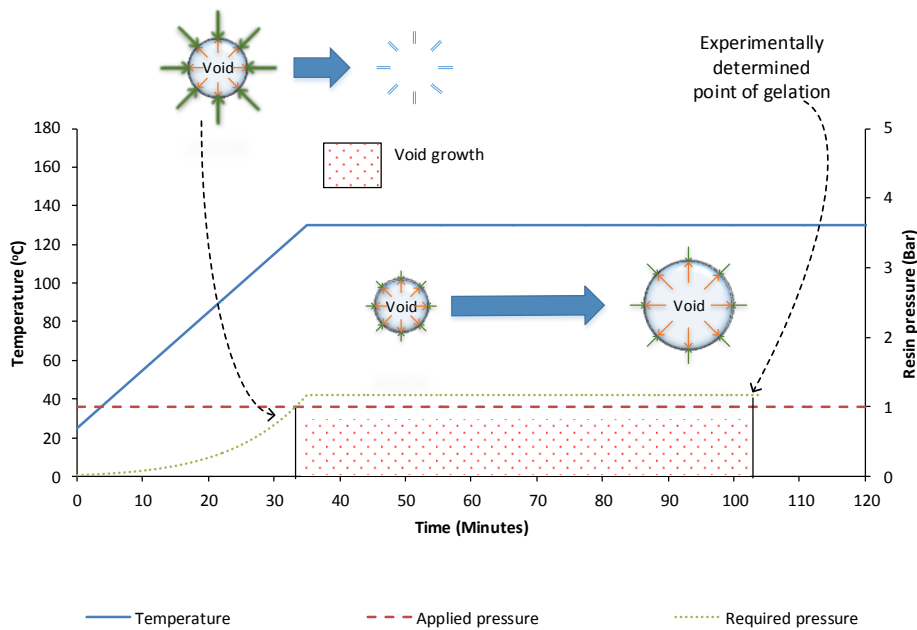 Void
Experimentally
determined
point of gelation
Void growth
180
160
140
120
100
80
60
40
20
0
Temperature (ºC)
5
4
3
2
1
0
Resin pressure (Bar)
Void
Void
0 10 20 30 40 50 60 70 80 90 100 110 120
Time (Minutes)
Temperature Applied pressure Required pressure